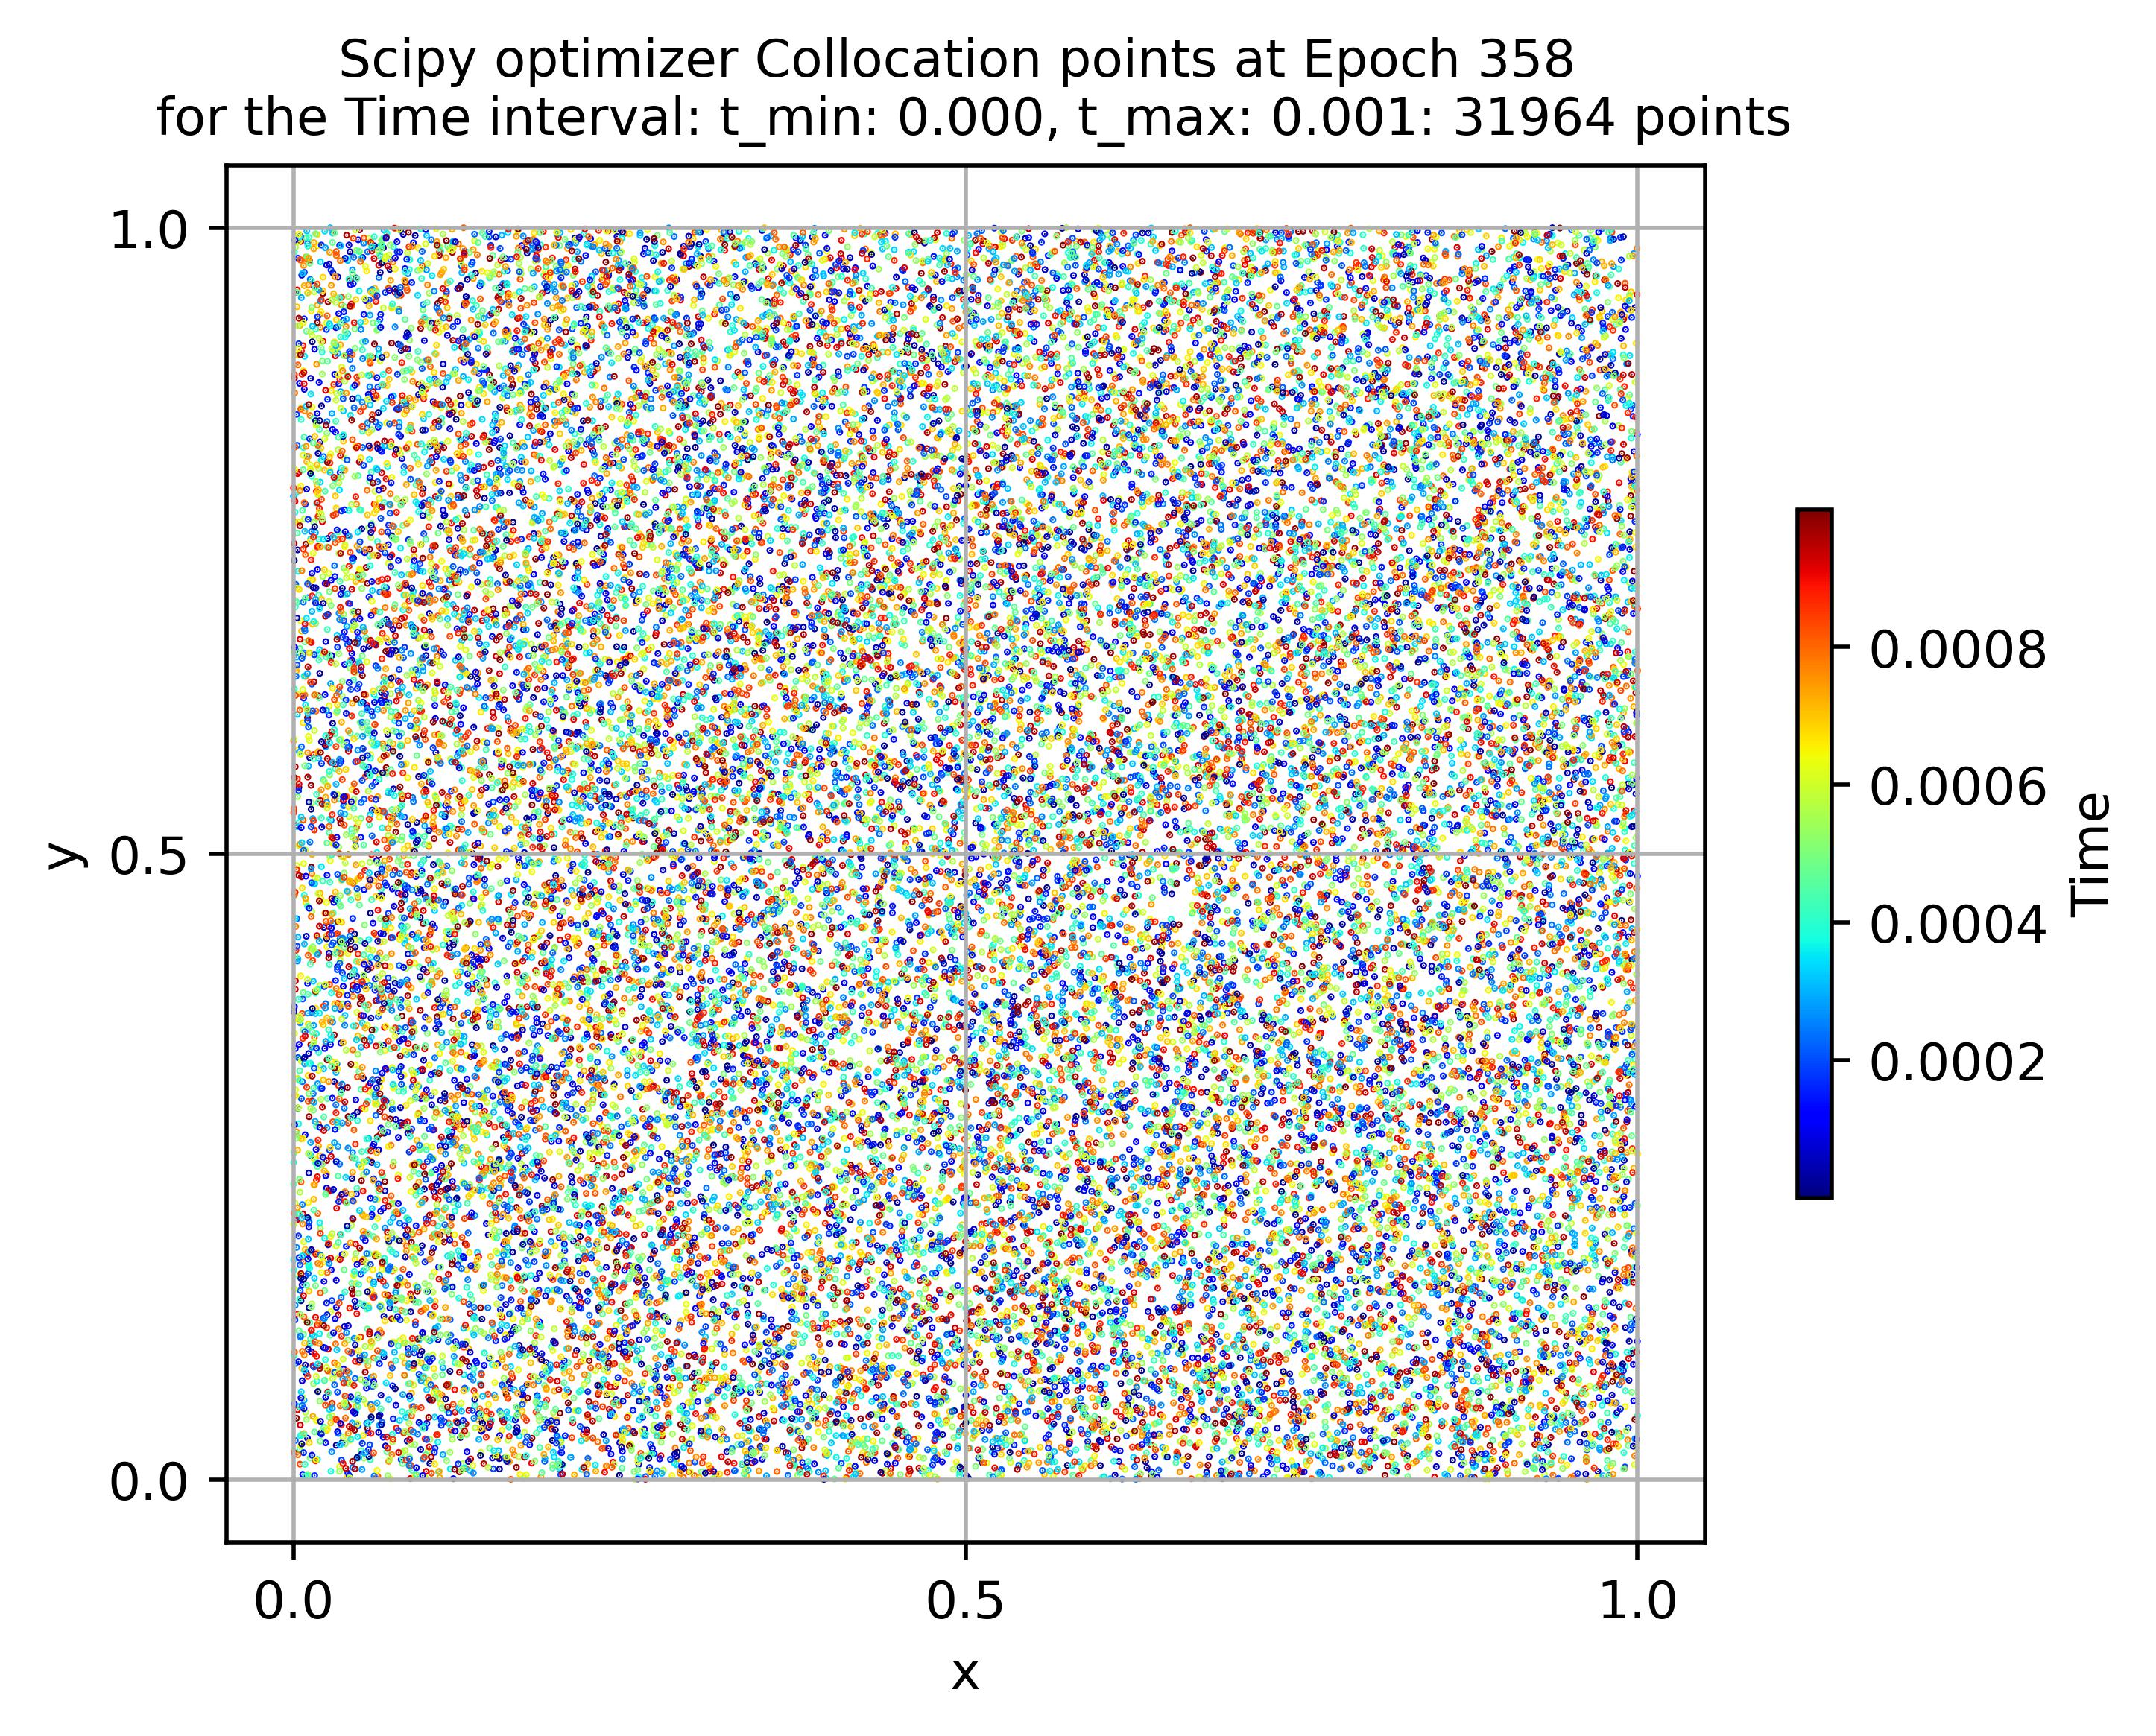 Scipy optimizer Collocation points at Epoch 358
for the Time interval: t_min: 0.000, t_max: 0.001: 31964 points
1.0
0.5
0.0
y
0.0
0.5
1.0
x
0.0008
0.0006
0.0004
0.0002
Time